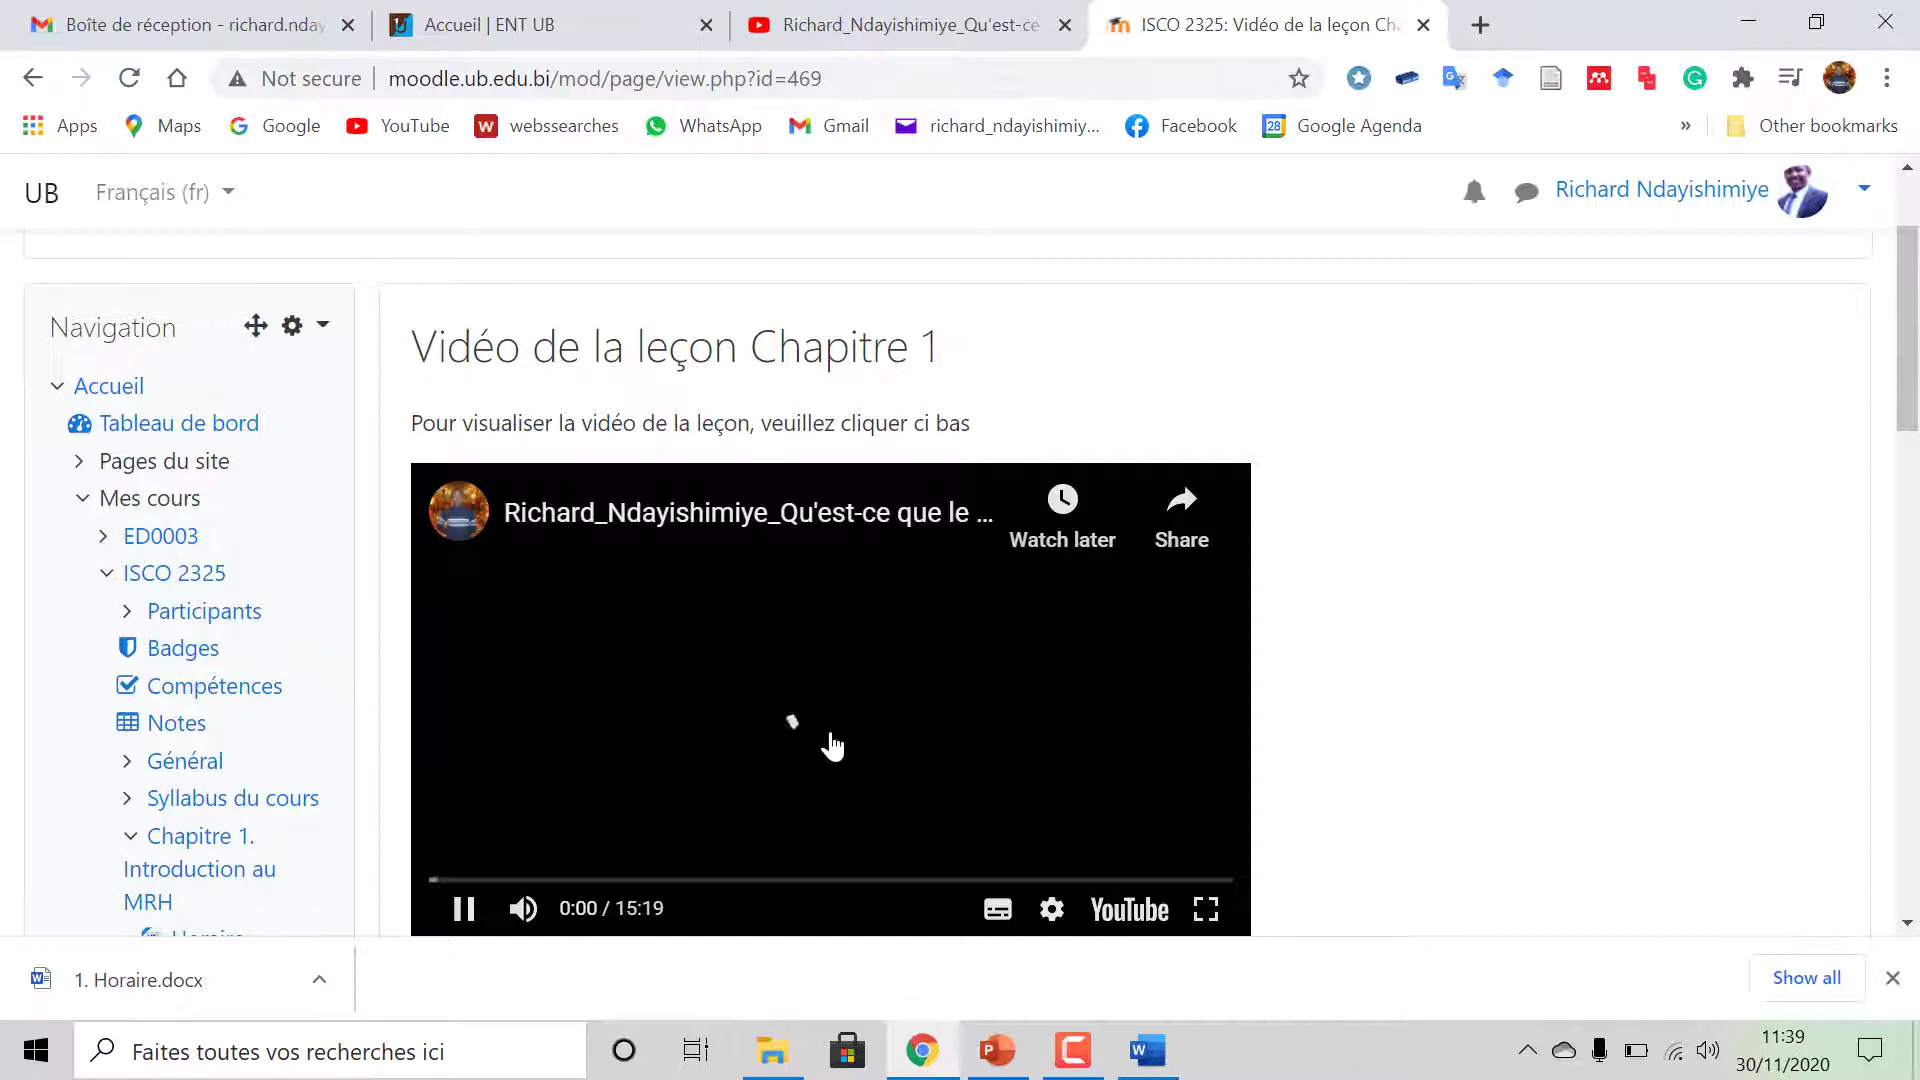 Boîte de réception - richard.nday
Accueil | ENT UB
Richard_Ndayishimiye_Qu'est-ce
ISCO 2325: Vidéo de la leçon Ch
Not secure
moodle.ub.edu.bi/mod/page/view.php?id=469
Apps
Maps
Google
YouTube
webssearches
WhatsApp
Gmail
richard_ndayishimiy...
Facebook
Google Agenda
»
Other bookmarks
UB
Français (fr)
Richard Ndayishimiye
Navigation
Accueil
Tableau de bord
Pages du site
Mes cours
ED0003
ISCO 2325
Participants
Badges
Compétences
Notes
Général
Syllabus du cours
Chapitre 1.
Introduction au
MRH
Horaire
Vidéo de la leçon Chapitre 1
Pour visualiser la vidéo de la leçon, veuillez cliquer ci bas
Richard_Ndayishimiye_Qu'est-ce que le ...
Watch later
Share
0:00 / 15:19
YouTube
1. Horaire.docx
Show all
Faites toutes vos recherches ici
11:39
30/11/2020